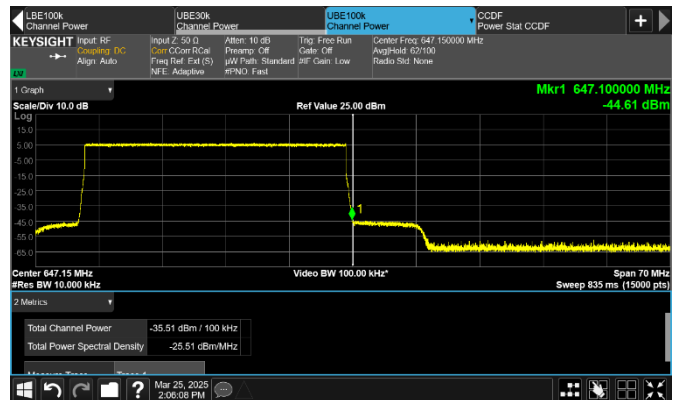 LBE100k
Channel Power
UBE30k
Channel Power
UBE100k
Channel Power
CCDF
Power Stat CCDF
KEYSIGHT
Input: RF
Coupling: DC
Align: Auto
LXI
Input Z: 50 Ω
Corr CCorr RCal
Freq Ref: Ext (S)
NFE: Adaptive
Atten: 10 dB
Preamp: Off
µW Path: Standard
#PNO: Fast
Trig: Free Run
Gate: Off
#IF Gain: Low
Center Freq: 647.150000 MHz
Avg|Hold: 62/100
Radio Std: None
1 Graph
Mkr1 647.100000 MHz
Scale/Div 10.0 dB
Ref Value 25.00 dBm
-44.61 dBm
Log
15.0
5.00
-5.00
-15.0
-25.0
-35.0
-45.0
-55.0
-65.0
1
Center 647.15 MHz
Video BW 100.00 kHz*
Span 70 MHz
#Res BW 10.000 kHz
Sweep 835 ms (15000 pts)
2 Metrics
Total Channel Power -35.51 dBm / 100 kHz
Total Power Spectral Density -25.51 dBm/MHz
Measure Trace Trace 1
?
Mar 25, 2025
2:06:08 PM